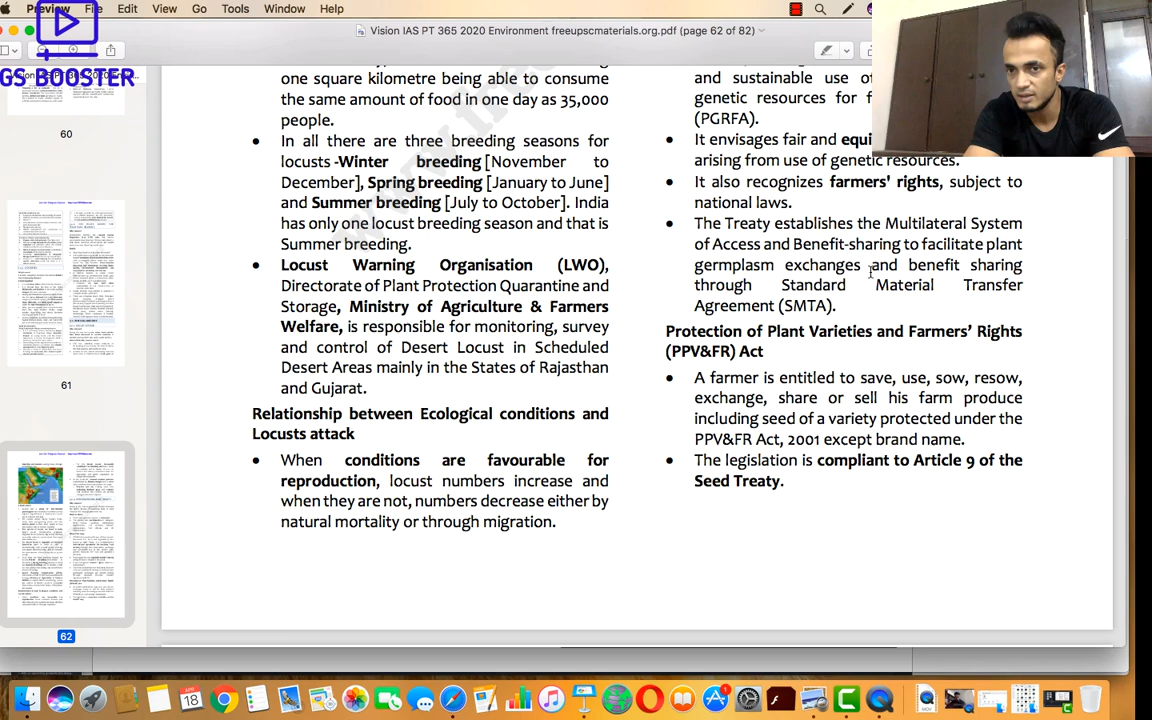 Preview File Edit View Go Tools Window Help
Vision IAS PT 365 2020 Environment freeupscmaterials.org.pdf (page 62 of 82)
GS BOOSTER
60
61
62
one square kilometre being able to consume
the same amount of food in one day as 35,000
people.
• In all there are three breeding seasons for
locusts -Winter breeding [November to
December], Spring breeding [January to June]
and Summer breeding [July to October]. India
has only one locust breeding season and that is
Summer breeding.
• Locust Warning Organisation (LWO),
Directorate of Plant Protection Quarantine and
Storage, Ministry of Agriculture & Farmers
Welfare, is responsible for monitoring, survey
and control of Desert Locust in Scheduled
Desert Areas mainly in the States of Rajasthan
and Gujarat.
Relationship between Ecological conditions and
Locusts attack
• When conditions are favourable for
reproduction, locust numbers increase and
when they are not, numbers decline either by
natural mortality or through migration.
and sustainable use of
genetic resources for f
(PGRFA).
• It envisages fair and equi
arising from use of genetic resources.
• It also recognizes farmers' rights, subject to
national laws.
• The treaty establishes the Multilateral System
of Access and Benefit-sharing to facilitate plant
germplasm exchanges and benefit sharing
through Standard Material Transfer
Agreement (SMTA).
Protection of Plant Varieties and Farmers' Rights
(PPV&FR) Act
• A farmer is entitled to save, use, sow, resow,
exchange, share or sell his farm produce
including seed of a variety protected under the
PPV&FR Act, 2001 except brand name.
• The legislation is compliant to Article 9 of the
Seed Treaty.
APR
18